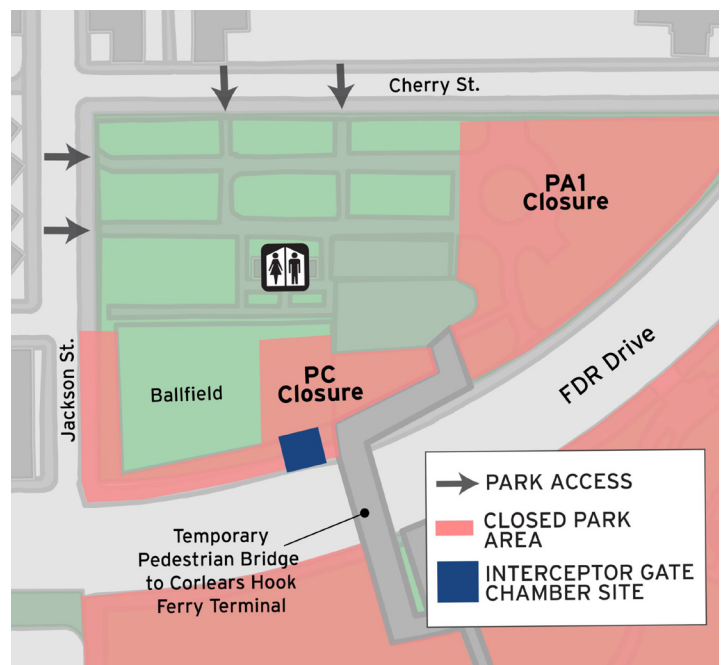 Cherry St.
PA1
Closure
FDR Drive
Jackson St.
Ballfield
PC
Closure
Temporary
Pedestrian Bridge
to Corlears Hook
Ferry Terminal
PARK ACCESS
CLOSED PARK
AREA
INTERCEPTOR GATE
CHAMBER SITE